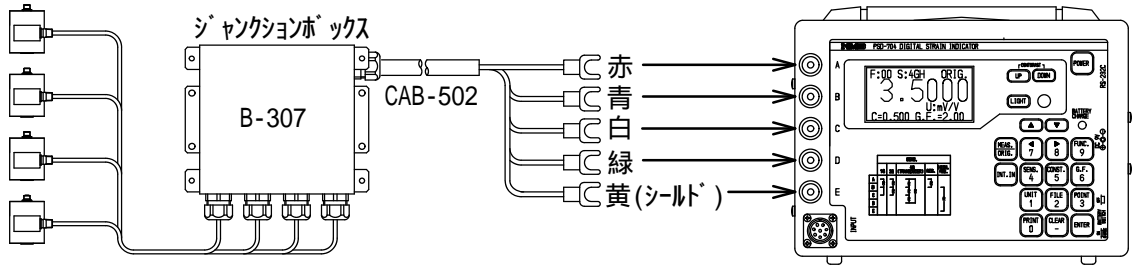 ジャンクションボックス
B-307
CAB-502
赤
青
白
緑
黄(シールド)
PSD-704 DIGITAL STRAIN INDICATOR
A
B
C
D
E
F:00 S:4GH ORIG.
3.5000
U:mV/V
C=0.500 G.F.=2.00
CONTRAST
UP DOWN
POWER
RS-232C
LIGHT
BATTERY
CHARGE
MEAS.
ORIG.
7
8
FUNC.
9
INT.IN
SENS.
4
CONST.
5
G.F.
6
UNIT
1
FILE
2
POINT
3
PRINT
0
CLEAR
-
ENTER
INPUT